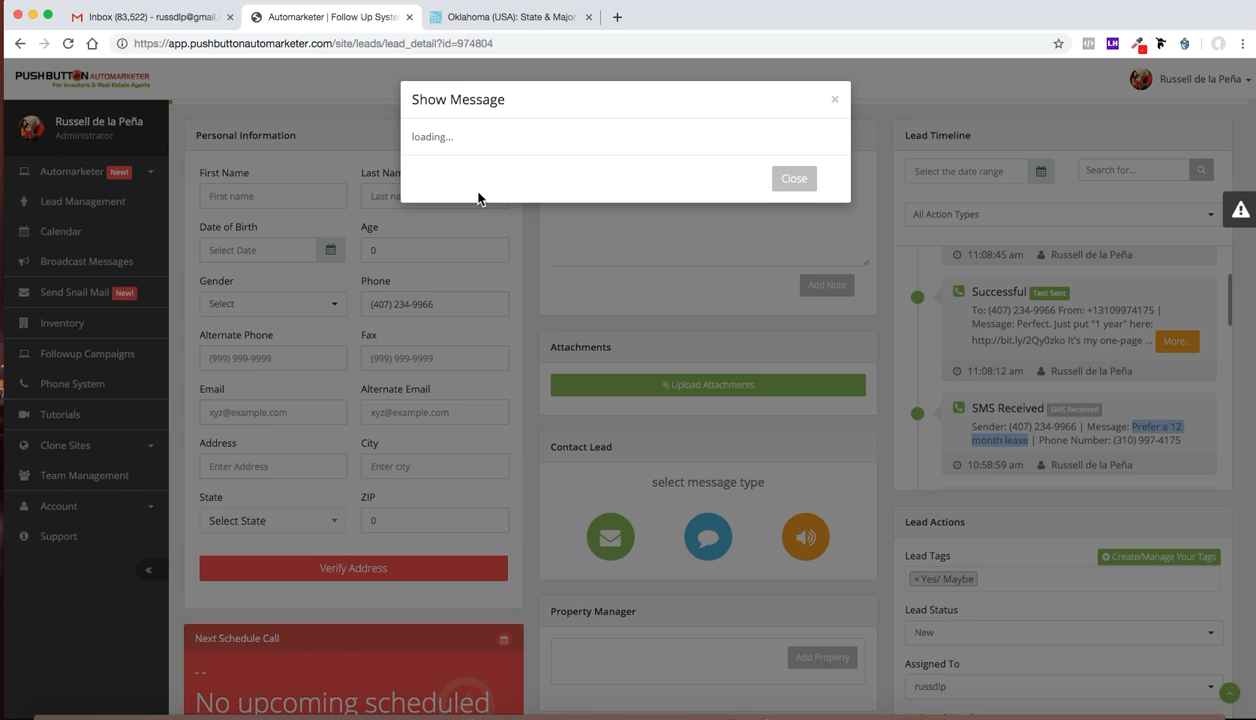 Inbox (83,522) - russdlp@gmail.
Automarketer | Follow Up Syste
Oklahoma (USA): State & Major
https://app.pushbuttonautomarketer.com/site/leads/lead_detail?id=974804
LH
PUSH BUTTON AUTOMARKETER
For Investors & Real Estate Agents
Russell de la Peña
Russell de la Peña
Administrator
Automarketer New!
Lead Management
Calendar
Broadcast Messages
Send Snail Mail New!
Inventory
Followup Campaigns
Phone System
Tutorials
Clone Sites
Team Management
Account
Support
Show Message
×
loading...
Close
Personal Information
First Name
Last Nam
First name
Last na
Date of Birth
Age
Select Date
0
Gender
Phone
Select
(407) 234-9966
Alternate Phone
Fax
(999) 999-9999
(999) 999-9999
Email
Alternate Email
xyz@example.com
xyz@example.com
Address
City
Enter Address
Enter city
State
ZIP
Select State
0
Verify Address
Next Schedule Call
--
No upcoming scheduled
Add Note
Attachments
Upload Attachments
Contact Lead
select message type
Property Manager
Add Property
Lead Timeline
Select the date range
Search for...
All Action Types
11:08:45 am Russell de la Peña
Successful Text Sent
To: (407) 234-9966 From: +13109974175 |
Message: Perfect. Just put "1 year" here:
http://bit.ly/2Qy0zko It's my one-page ... More...
11:08:12 am Russell de la Peña
SMS Received SMS Received
Sender: (407) 234-9966 | Message: Prefer a 12
month lease | Phone Number: (310) 997-4175
10:58:59 am Russell de la Peña
Lead Actions
Lead Tags
Create/Manage Your Tags
× Yes/ Maybe
Lead Status
New
Assigned To
russdlp